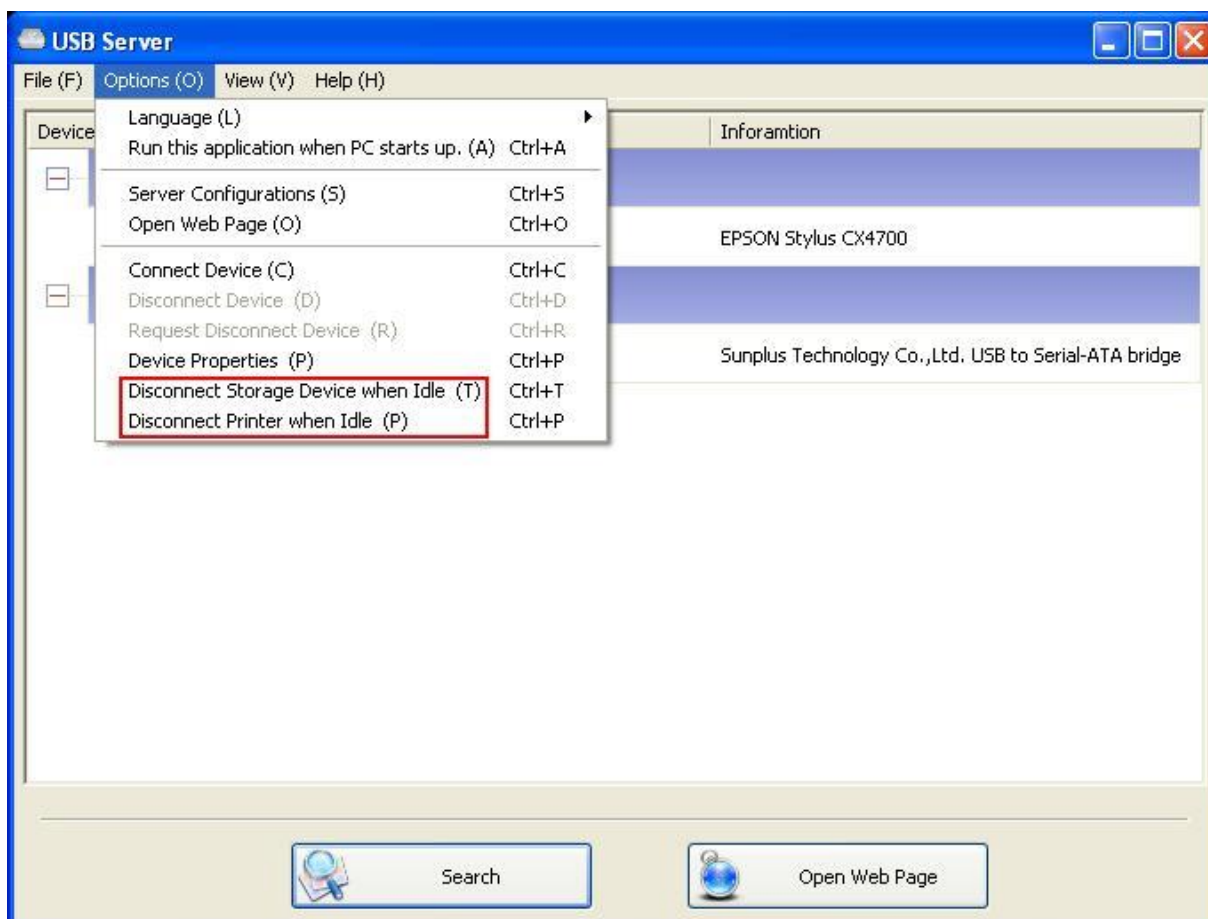 USB Server
File (F) Options (O) View (V) Help (H)
Device Inforamtion
Language (L)
Run this application when PC starts up. (A) Ctrl+A
Server Configurations (S) Ctrl+S
Open Web Page (O) Ctrl+O
EPSON Stylus CX4700
Connect Device (C) Ctrl+C
Disconnect Device (D) Ctrl+D
Request Disconnect Device (R) Ctrl+R
Device Properties (P) Ctrl+P
Sunplus Technology Co.,Ltd. USB to Serial-ATA bridge
Disconnect Storage Device when Idle (T) Ctrl+T
Disconnect Printer when Idle (P) Ctrl+P
Search Open Web Page